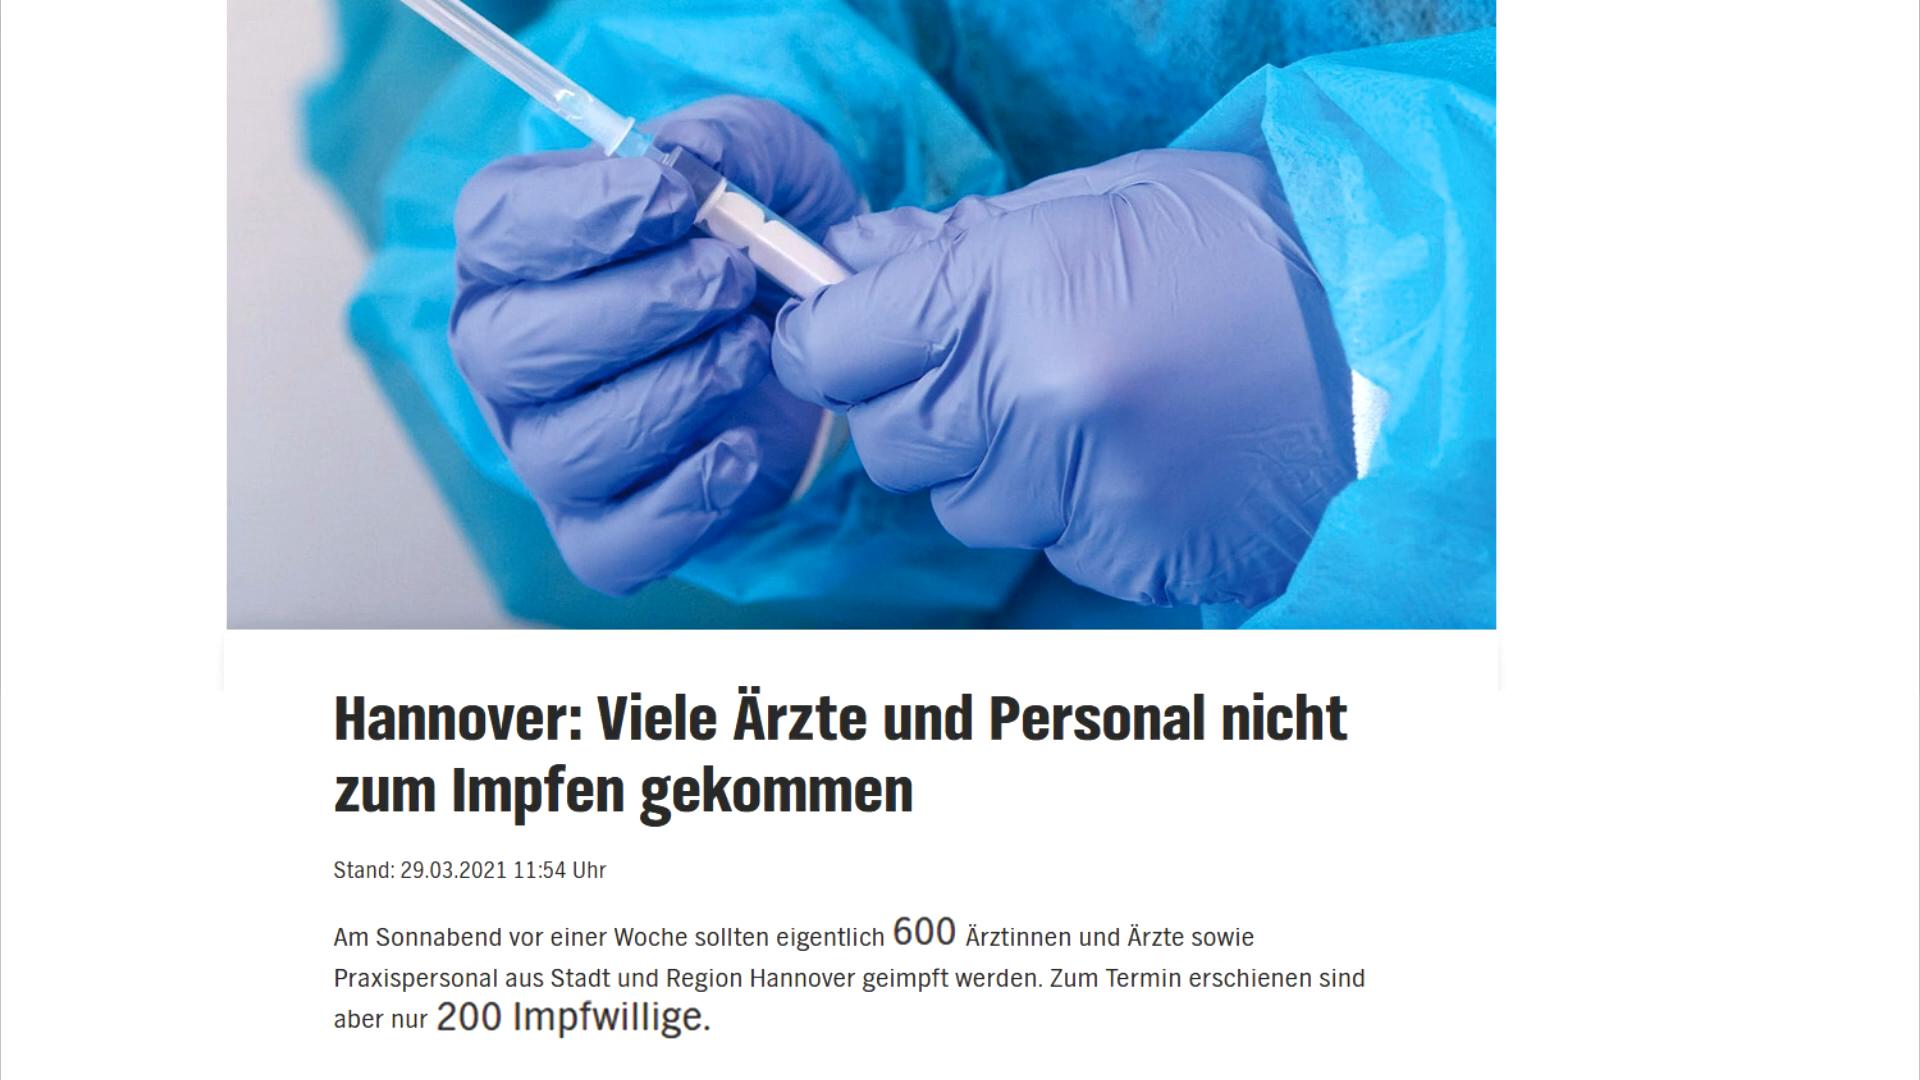 Hannover: Viele Ärzte und Personal nicht
zum Impfen gekommen
Stand: 29.03.2021 11:54 Uhr
Am Sonnabend vor einer Woche sollten eigentlich 600 Ärztinnen und Ärzte sowie
Praxispersonal aus Stadt und Region Hannover geimpft werden. Zum Termin erschienen sind
aber nur 200 Impfwillige.